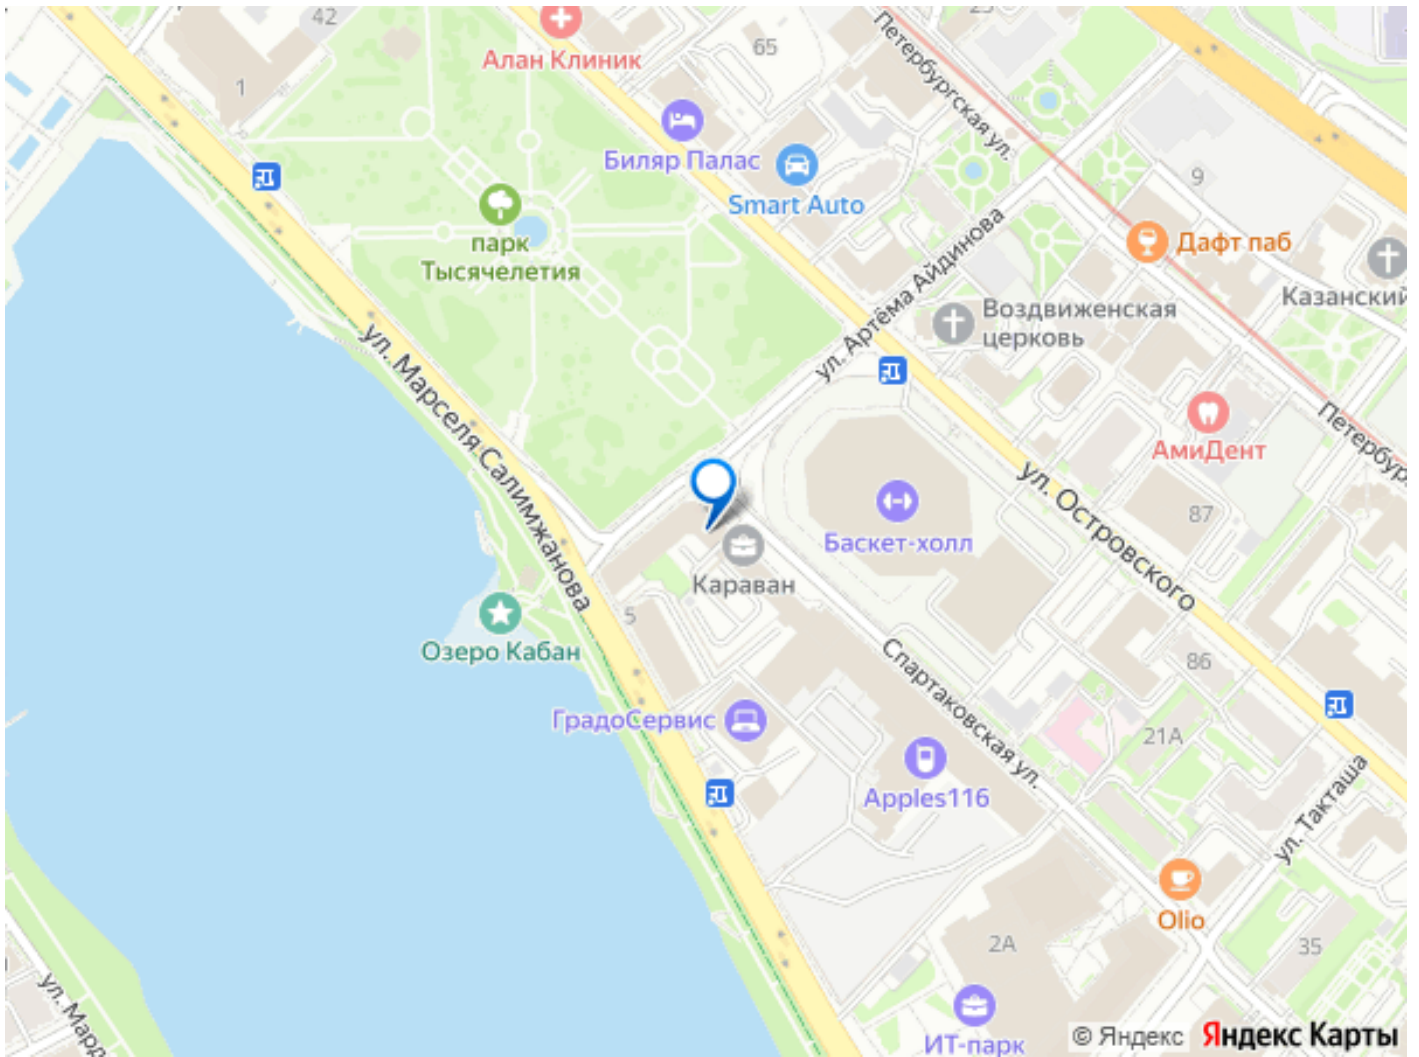 42
23
65
Алан Клиник
1
Петербургская ул.
Биляр Палас
Smart Auto
9
парк
Тысячелетия
Дафт паб
ул. Артёма Айдинова
Казанский
Воздвиженская
церковь
ул. Марселя Салимжанова
АмиДент
Петербур
ул. Островского
87
Баскет-холл
Караван
5
Озеро Кабан
86
Спартаковская ул.
ГрадоСервис
21А
Apples116
ул. Такташа
Olio
2А
35
ул. Мард
ИТ-парк
© Яндекс Яндекс Карты